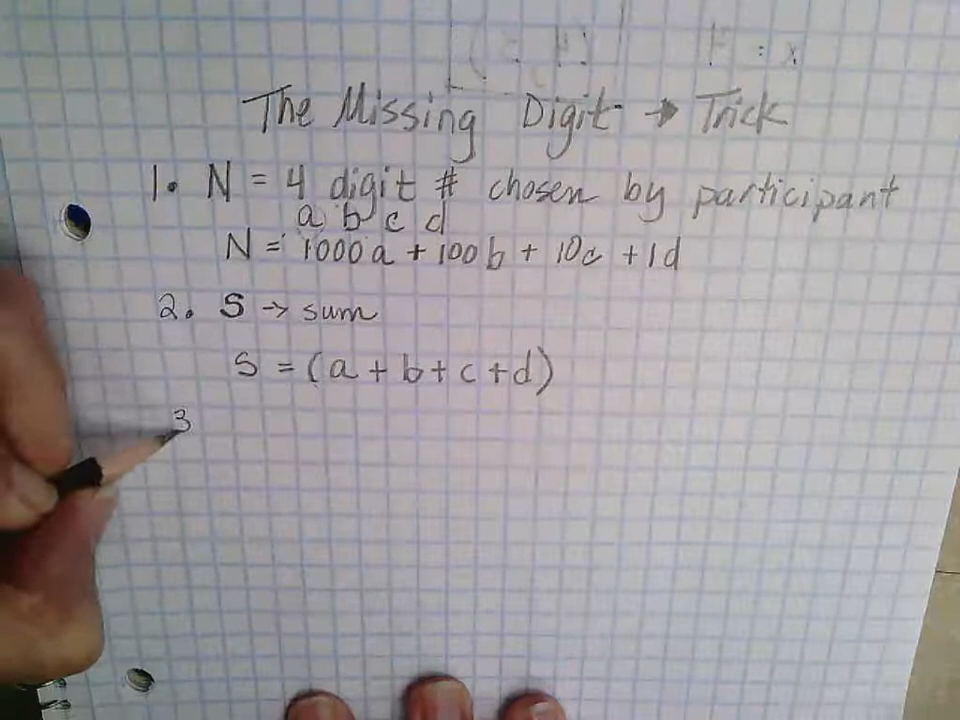 The Missing Digit → Trick
1. N = 4 digit # chosen by participant
a b c d
N = 1000a + 100b + 10c + 1d
2. S → sum
S = (a + b + c + d)
3